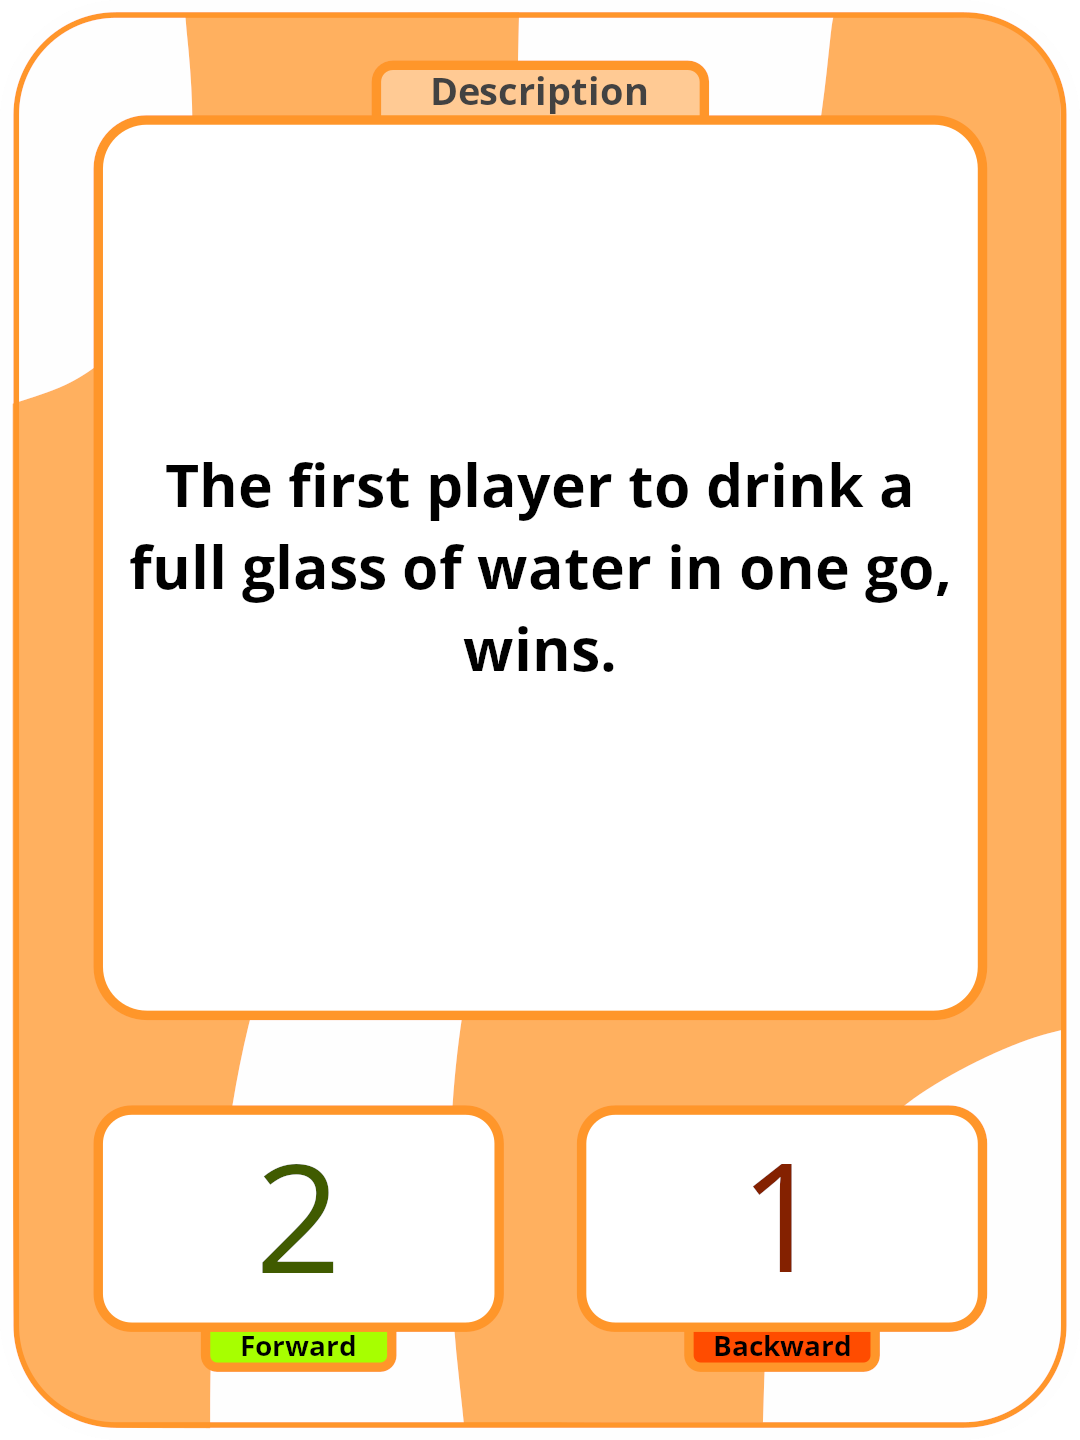 Description
The first player to drink a
full glass of water in one go,
wins.
2
1
Forward
Backward